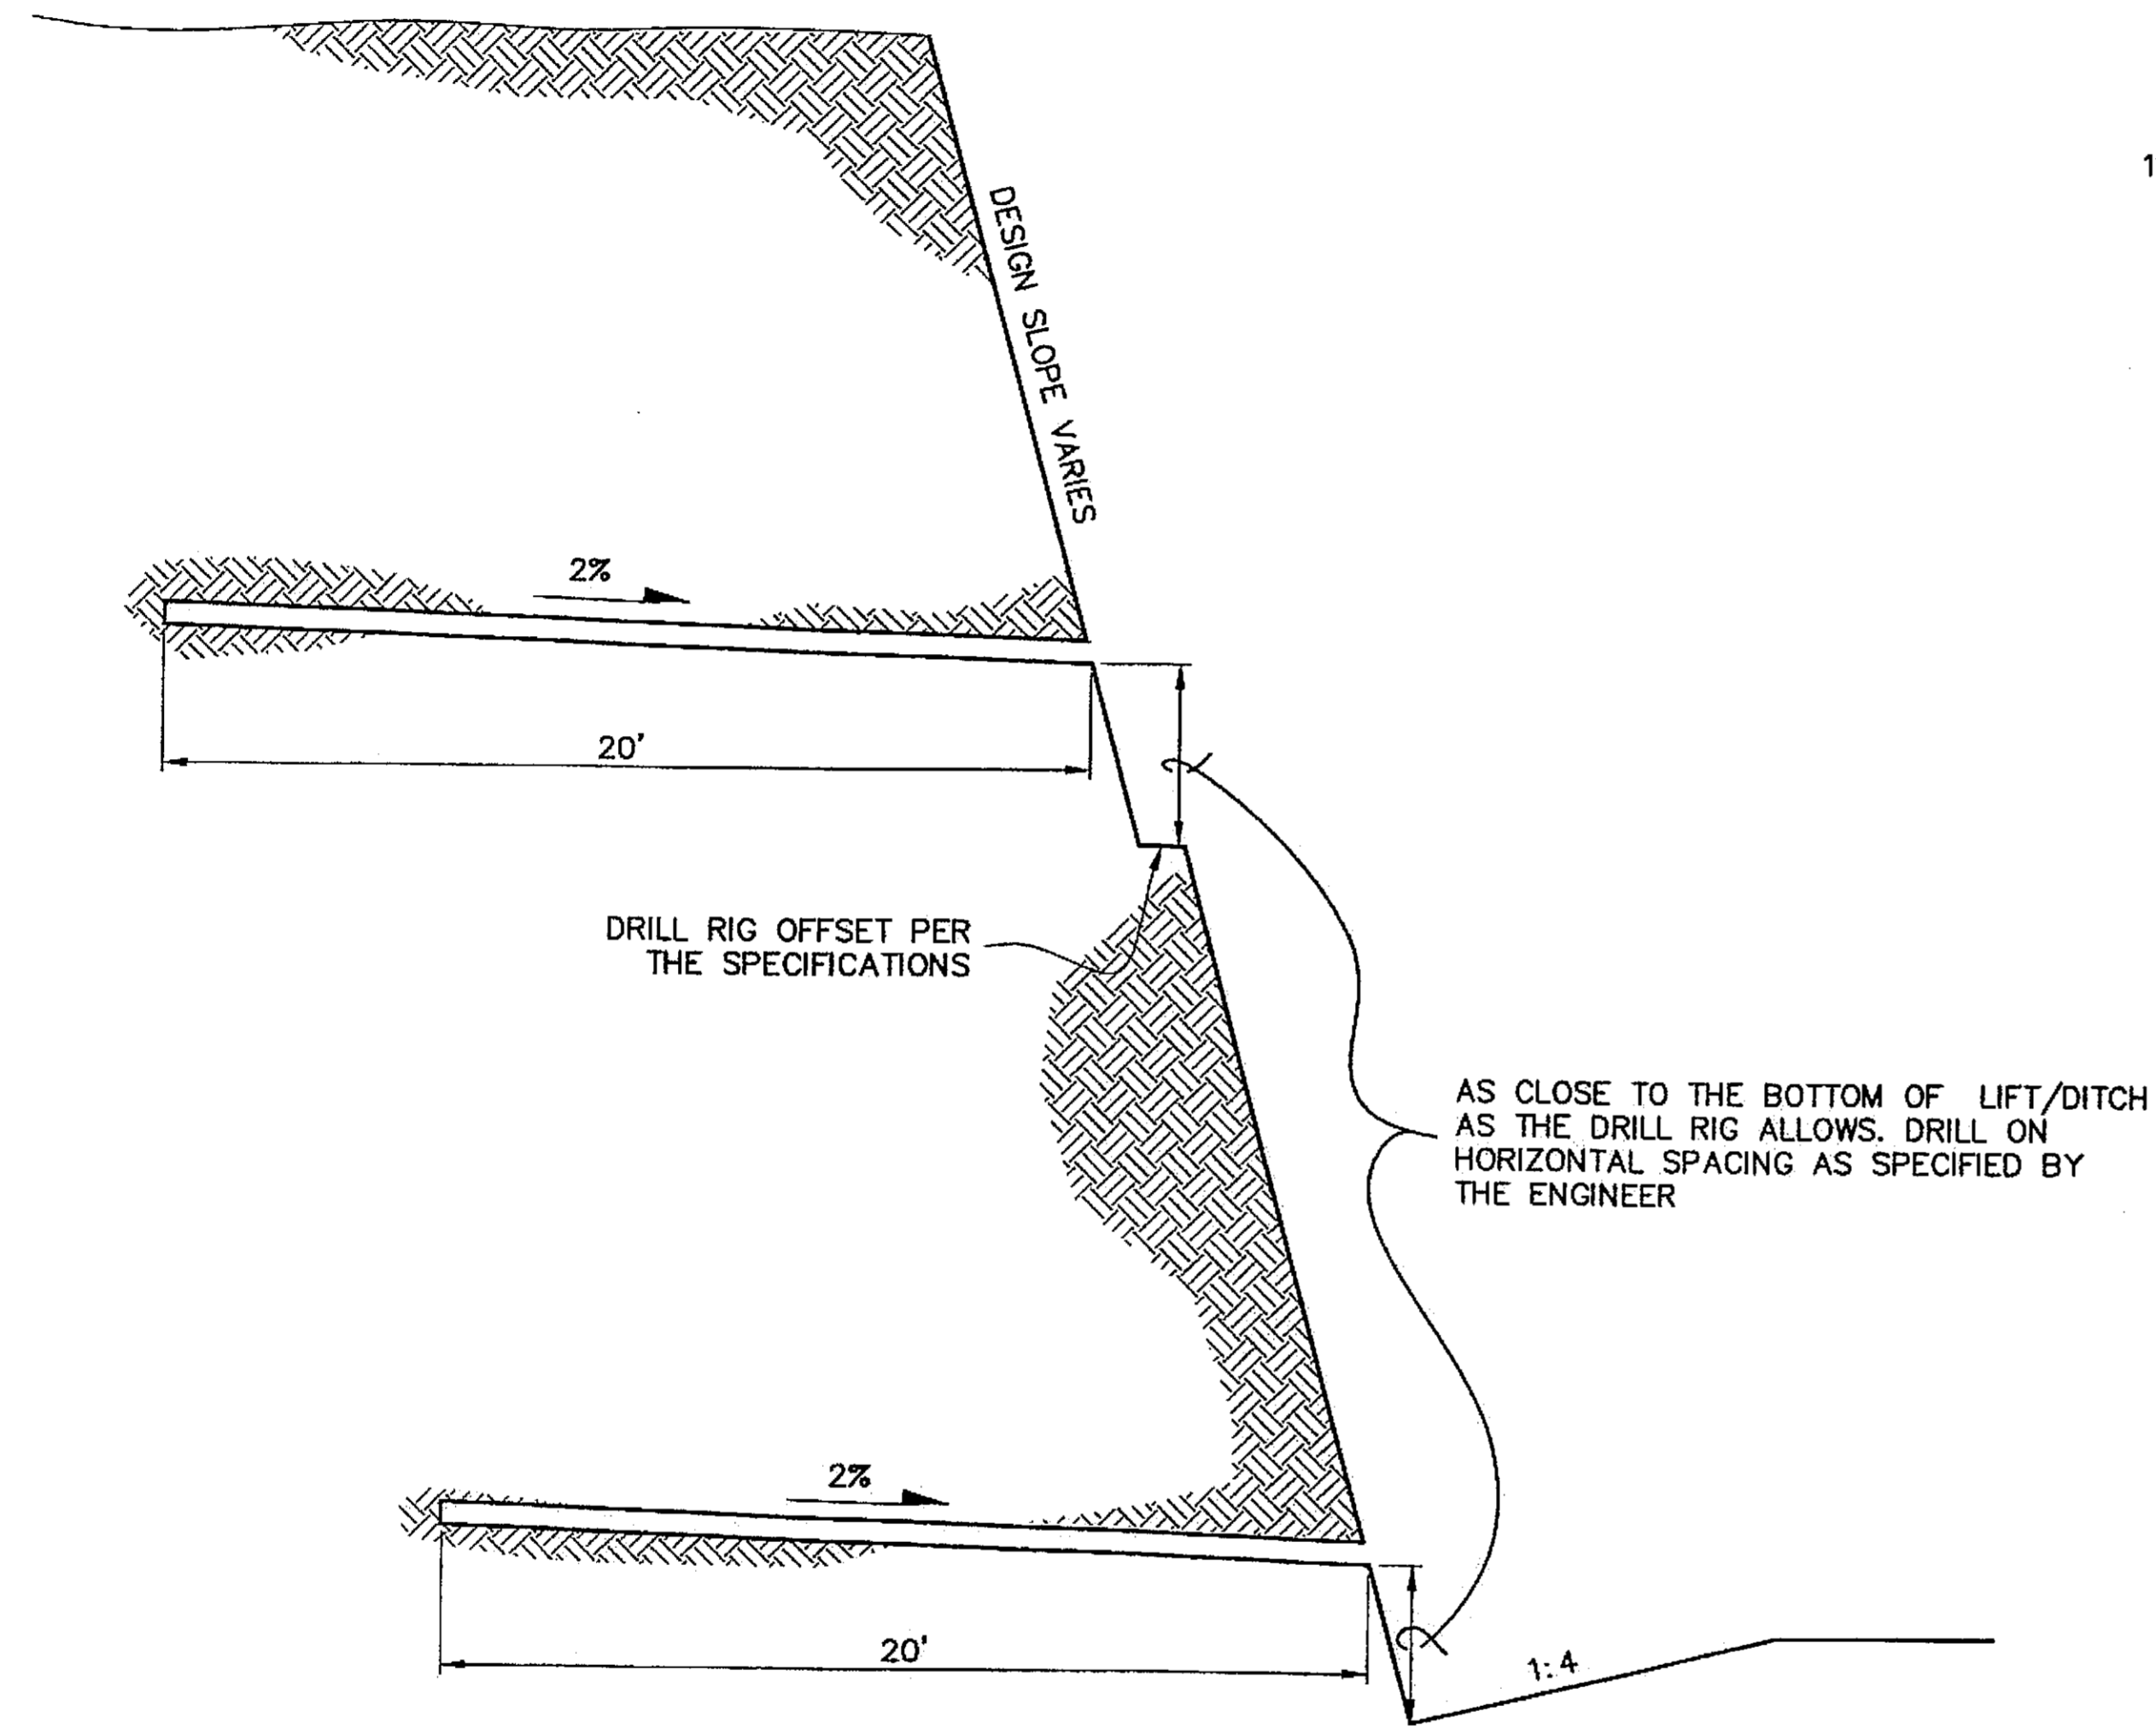 1
DESIGN SLOPE VARIES
2%
20'
DRILL RIG OFFSET PER
THE SPECIFICATIONS
AS CLOSE TO THE BOTTOM OF LIFT/DITCH
AS THE DRILL RIG ALLOWS. DRILL ON
HORIZONTAL SPACING AS SPECIFIED BY
THE ENGINEER
2%
20'
1:4